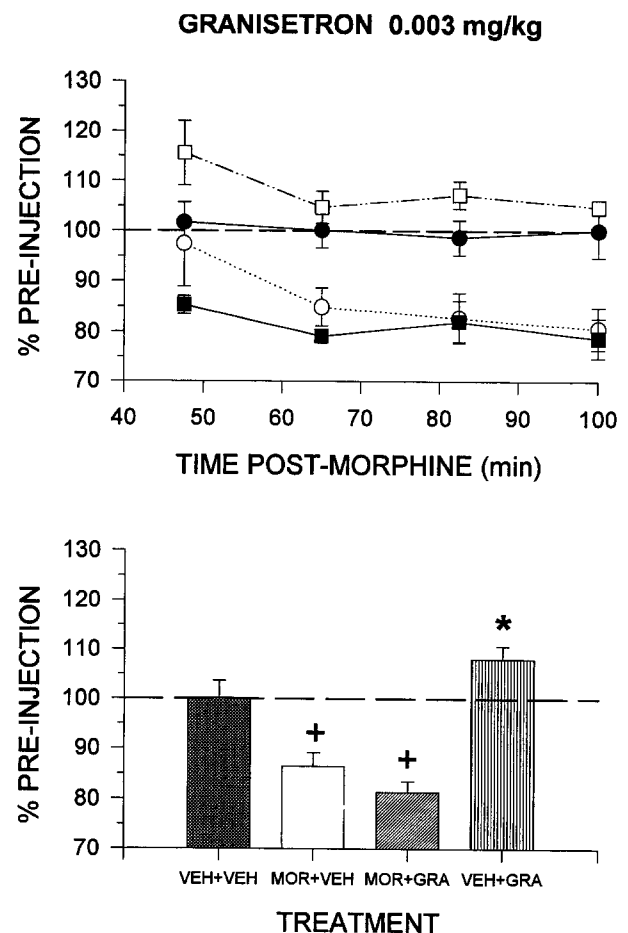 GRANISETRON 0.003 mg/kg
130
120
110
100
90
80
70
% PRE-INJECTION
40 50 60 70 80 90 100
TIME POST-MORPHINE (min)
130
120
110
100
90
80
70
% PRE-INJECTION
*
+ +
VEH+VEH MOR+VEH MOR+GRA VEH+GRA
TREATMENT